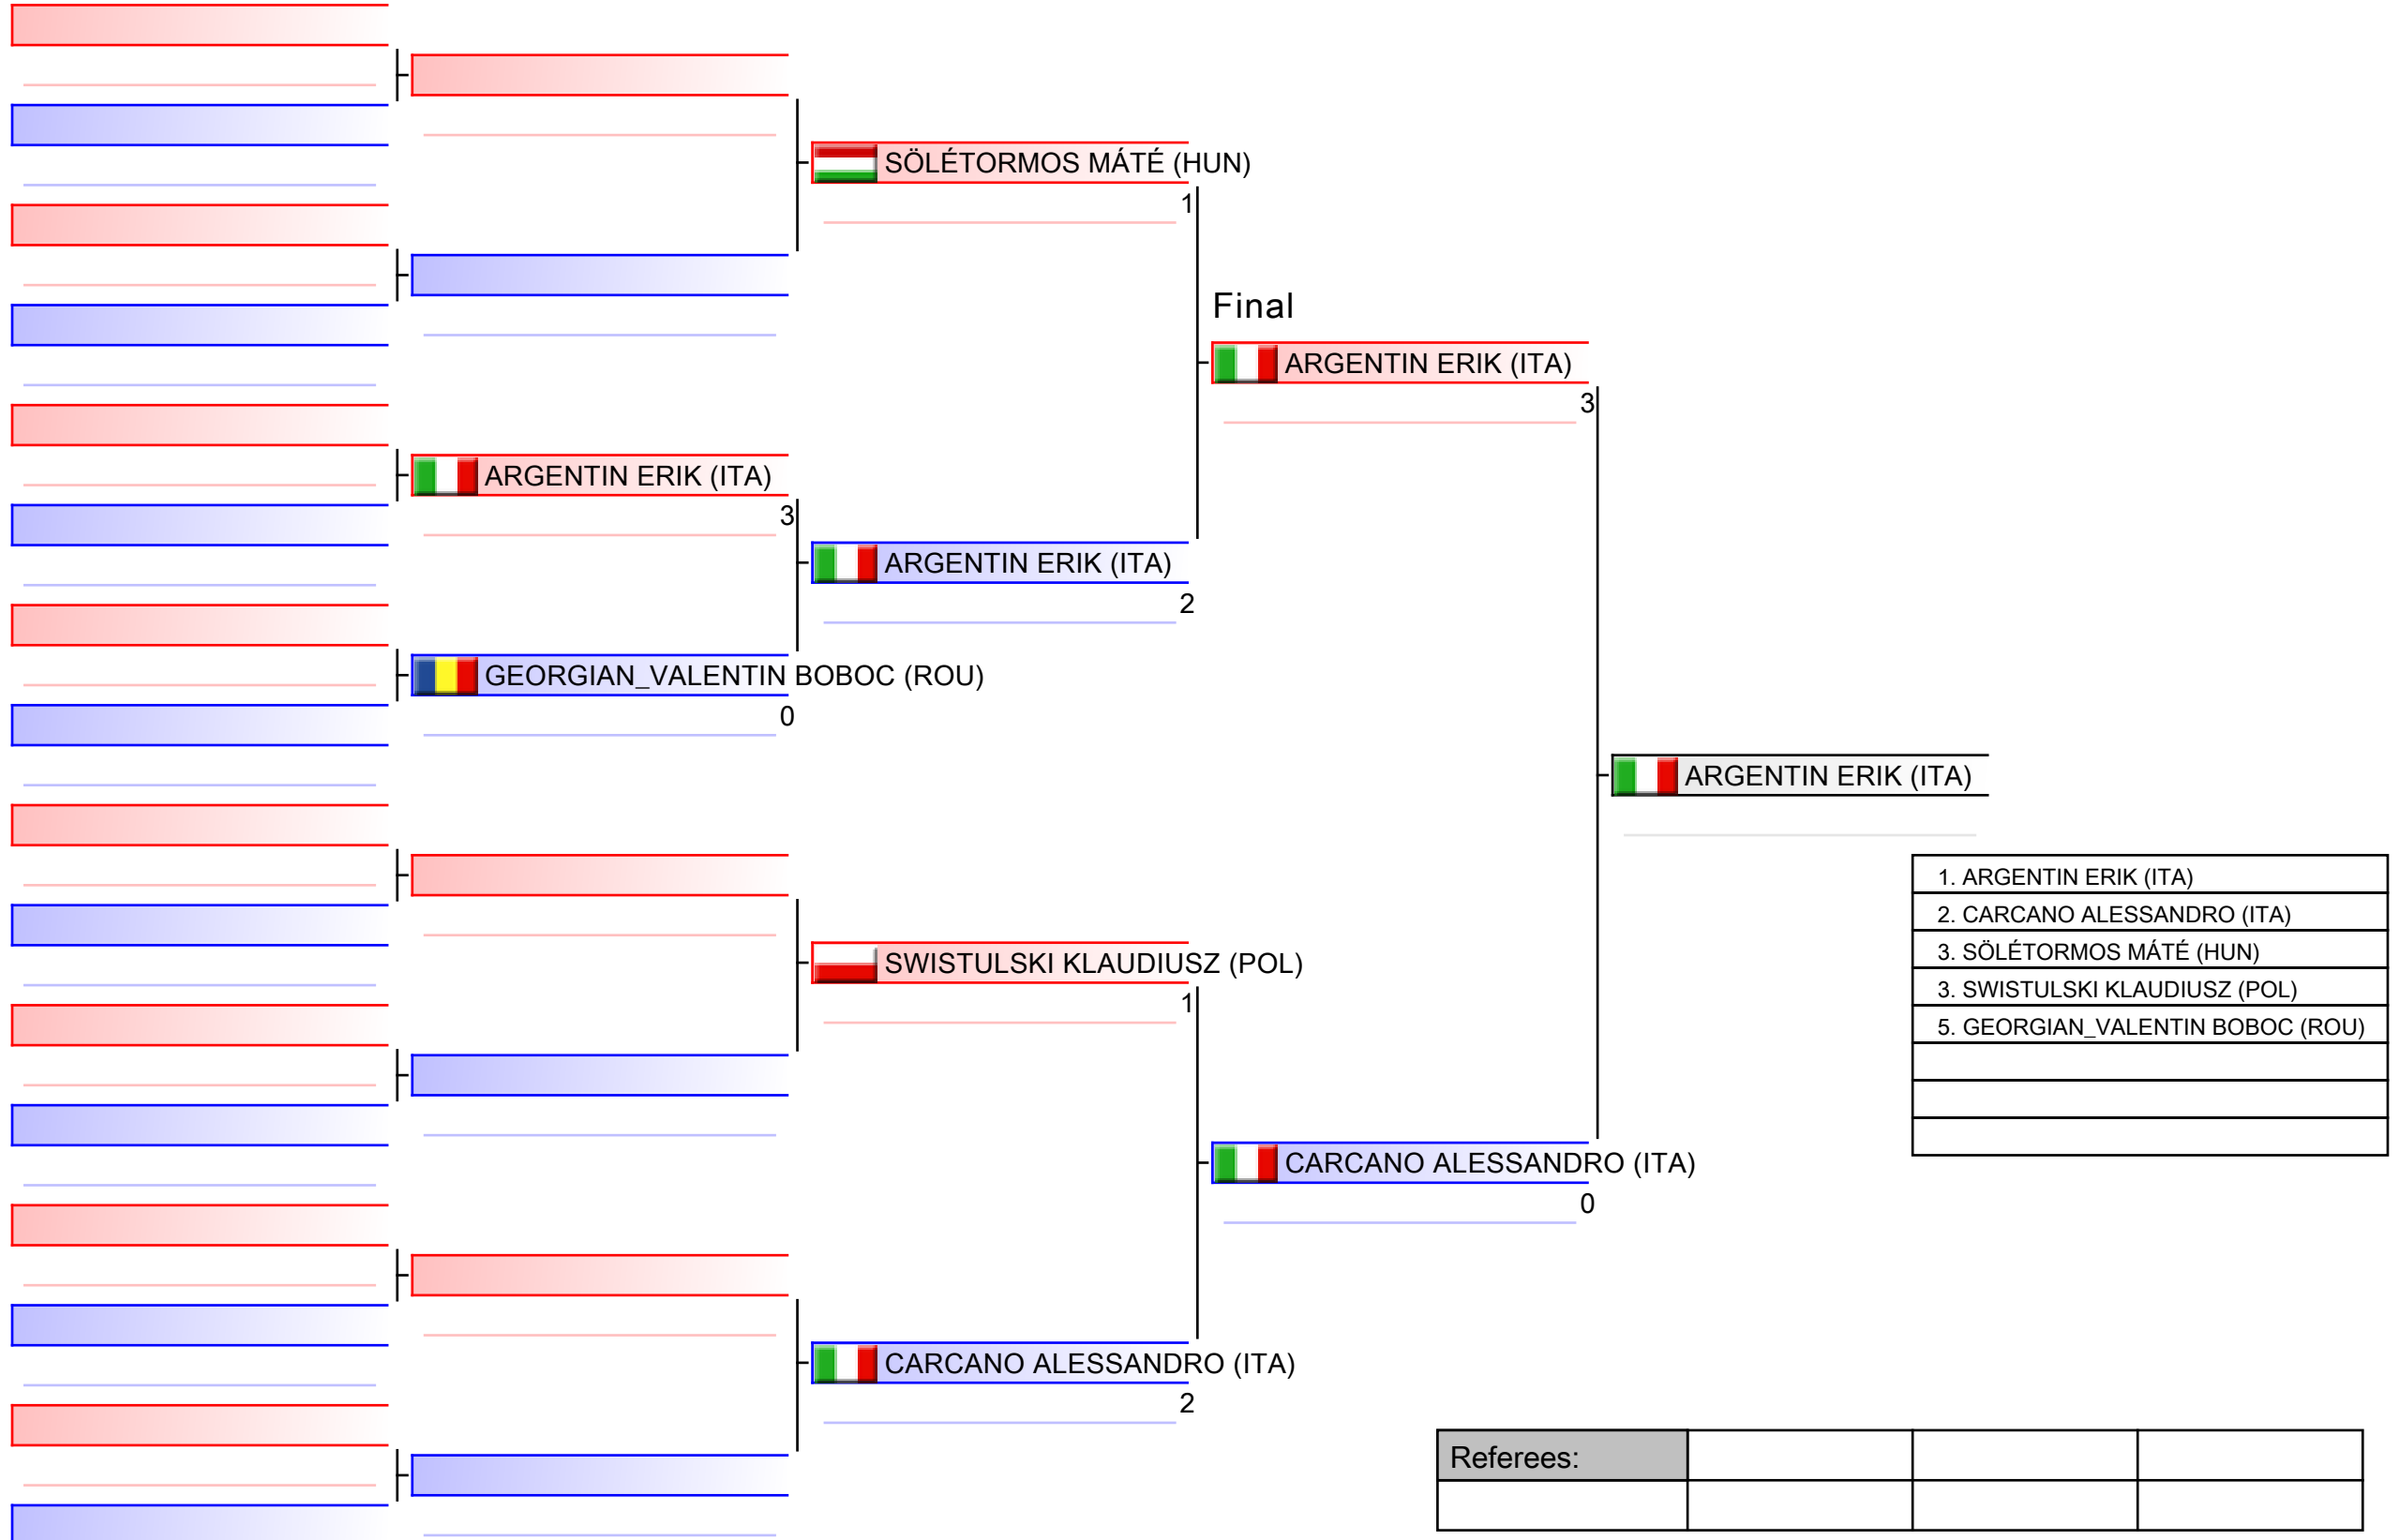 SÖLÉTORMOS MÁTÉ (HUN)
1
Final
ARGENTIN ERIK (ITA)
3
ARGENTIN ERIK (ITA)
3
ARGENTIN ERIK (ITA)
2
GEORGIAN_VALENTIN BOBOC (ROU)
0
ARGENTIN ERIK (ITA)
1. ARGENTIN ERIK (ITA)
2. CARCANO ALESSANDRO (ITA)
3. SÖLÉTORMOS MÁTÉ (HUN)
3. SWISTULSKI KLAUDIUSZ (POL)
5. GEORGIAN_VALENTIN BOBOC (ROU)
SWISTULSKI KLAUDIUSZ (POL)
1
CARCANO ALESSANDRO (ITA)
0
CARCANO ALESSANDRO (ITA)
2
Referees: